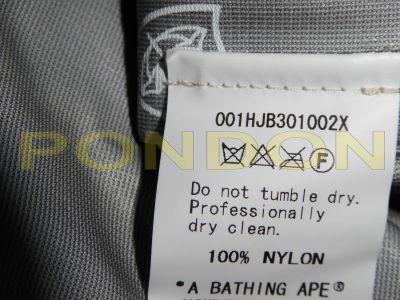 001HJB301002X
PONDON
F
Do not tumble dry.
Professionally
dry clean.
100% NYLON
*A BATHING APE®